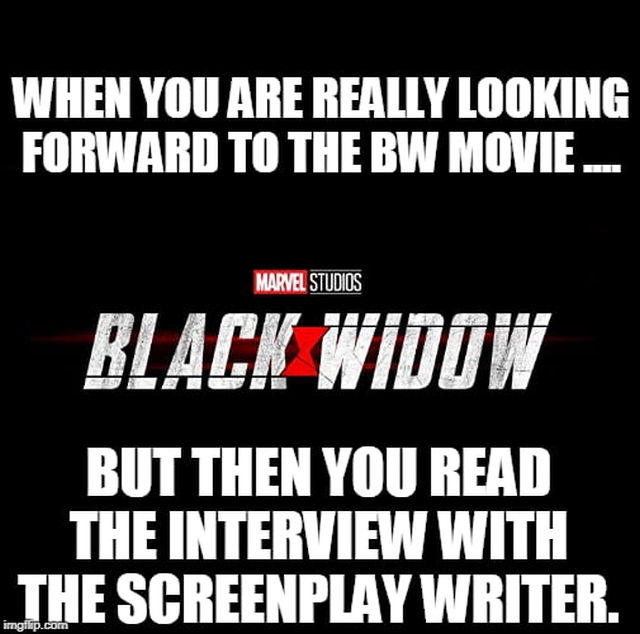 WHEN YOU ARE REALLY LOOKING
FORWARD TO THE BW MOVIE ....
MARVEL STUDIOS
BLACK WIDOW
BUT THEN YOU READ
THE INTERVIEW WITH
THE SCREENPLAY WRITER.
imgflip.com